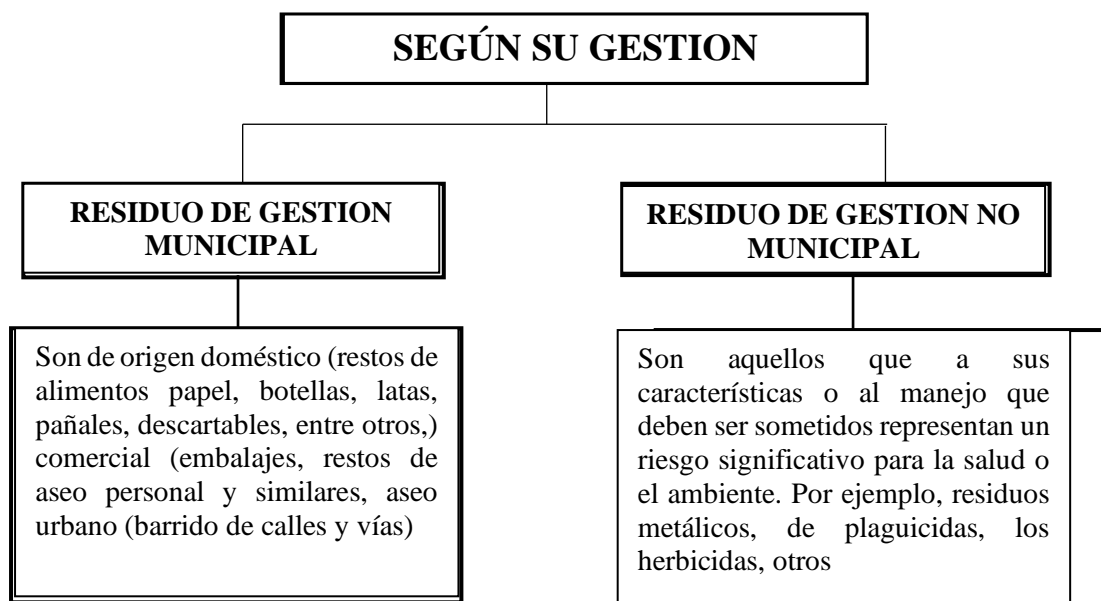 SEGÚN SU GESTION
RESIDUO DE GESTION
MUNICIPAL
RESIDUO DE GESTION NO
MUNICIPAL
Son de origen doméstico (restos de
alimentos papel, botellas, latas,
pañales, descartables, entre otros,)
comercial (embalajes, restos de
aseo personal y similares, aseo
urbano (barrido de calles y vías)
Son aquellos que a sus
características o al manejo que
deben ser sometidos representan un
riesgo significativo para la salud o
el ambiente. Por ejemplo, residuos
metálicos, de plaguicidas, los
herbicidas, otros